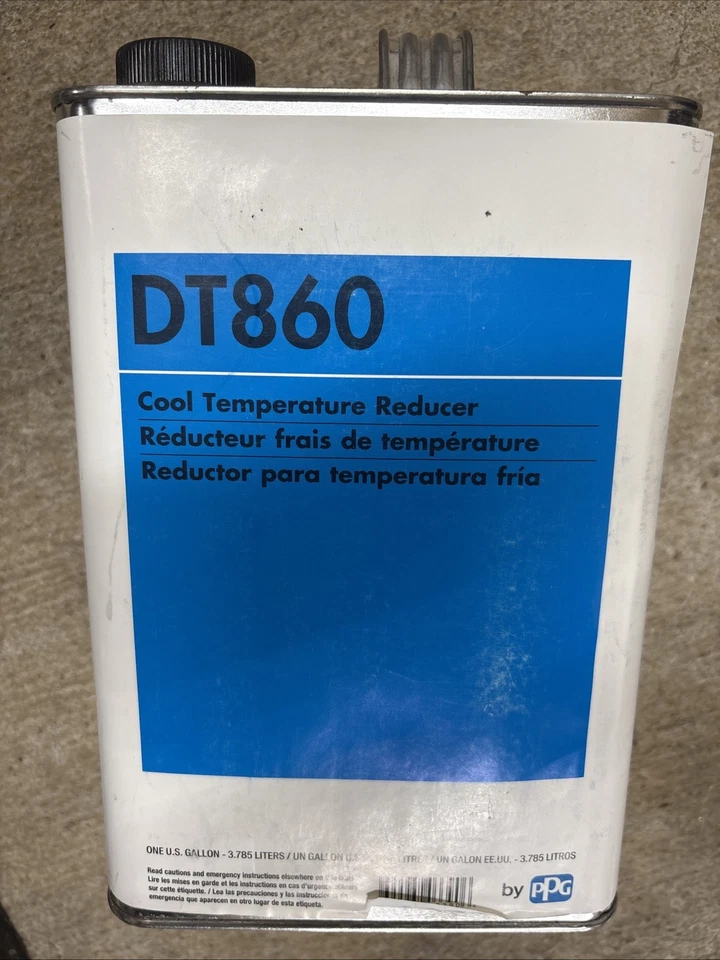 DT860
Cool Temperature Reducer
Réducteur frais de température
Reductor para temperatura fría
ONE U.S. GALLON - 3.785 LITERS / UN GALLON / UN GALON EE.UU. - 3.785 LITROS
Read cautions and emergency instructions elsewhere on
Lire les mises en garde et les instructions en cas d'urgence
sur cette étiquette. / Lea las precauciones y las instrucciones de
emergencia que aparecen en otro lugar de esta etiqueta.
by PPG